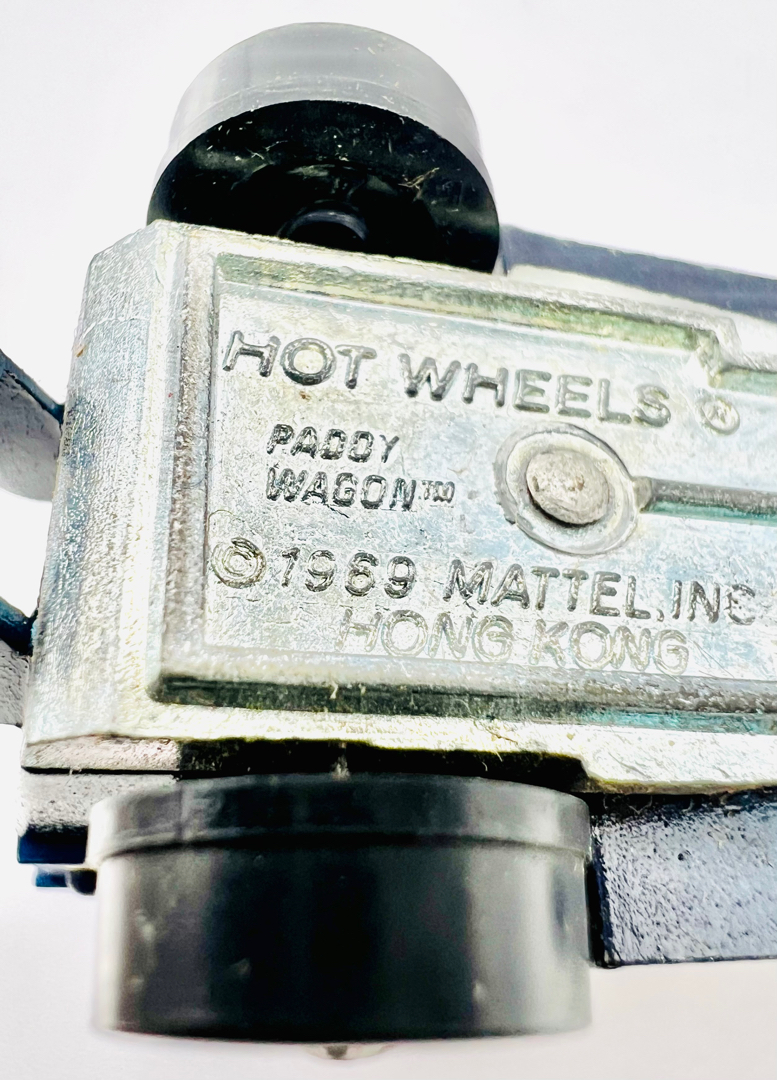 HOT WHEELS ®
PADDY
WAGON™
© 1969 MATTEL, INC
HONG KONG